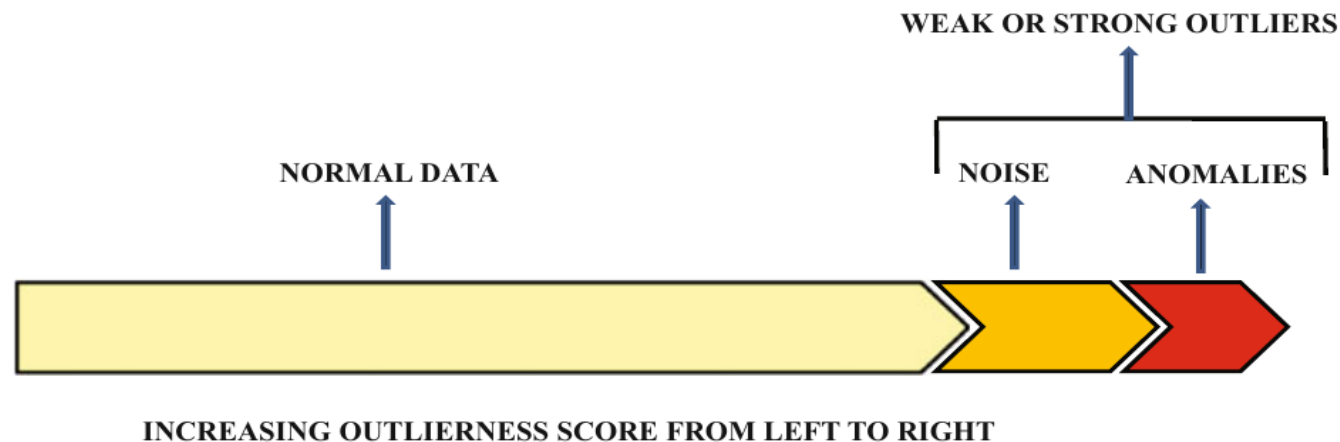 WEAK OR STRONG OUTLIERS
NORMAL DATA
NOISE
ANOMALIES
INCREASING OUTLIERNESS SCORE FROM LEFT TO RIGHT